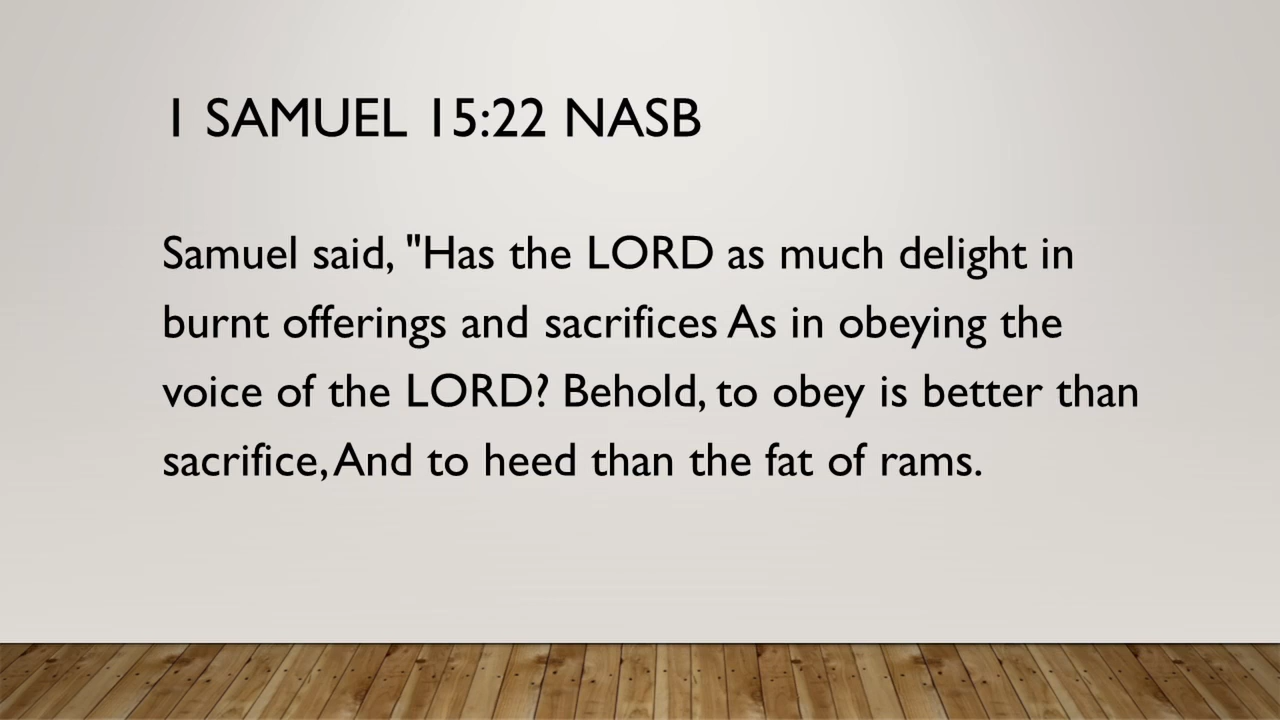 1 SAMUEL 15:22 NASB
Samuel said, "Has the LORD as much delight in
burnt offerings and sacrifices As in obeying the
voice of the LORD? Behold, to obey is better than
sacrifice, And to heed than the fat of rams.